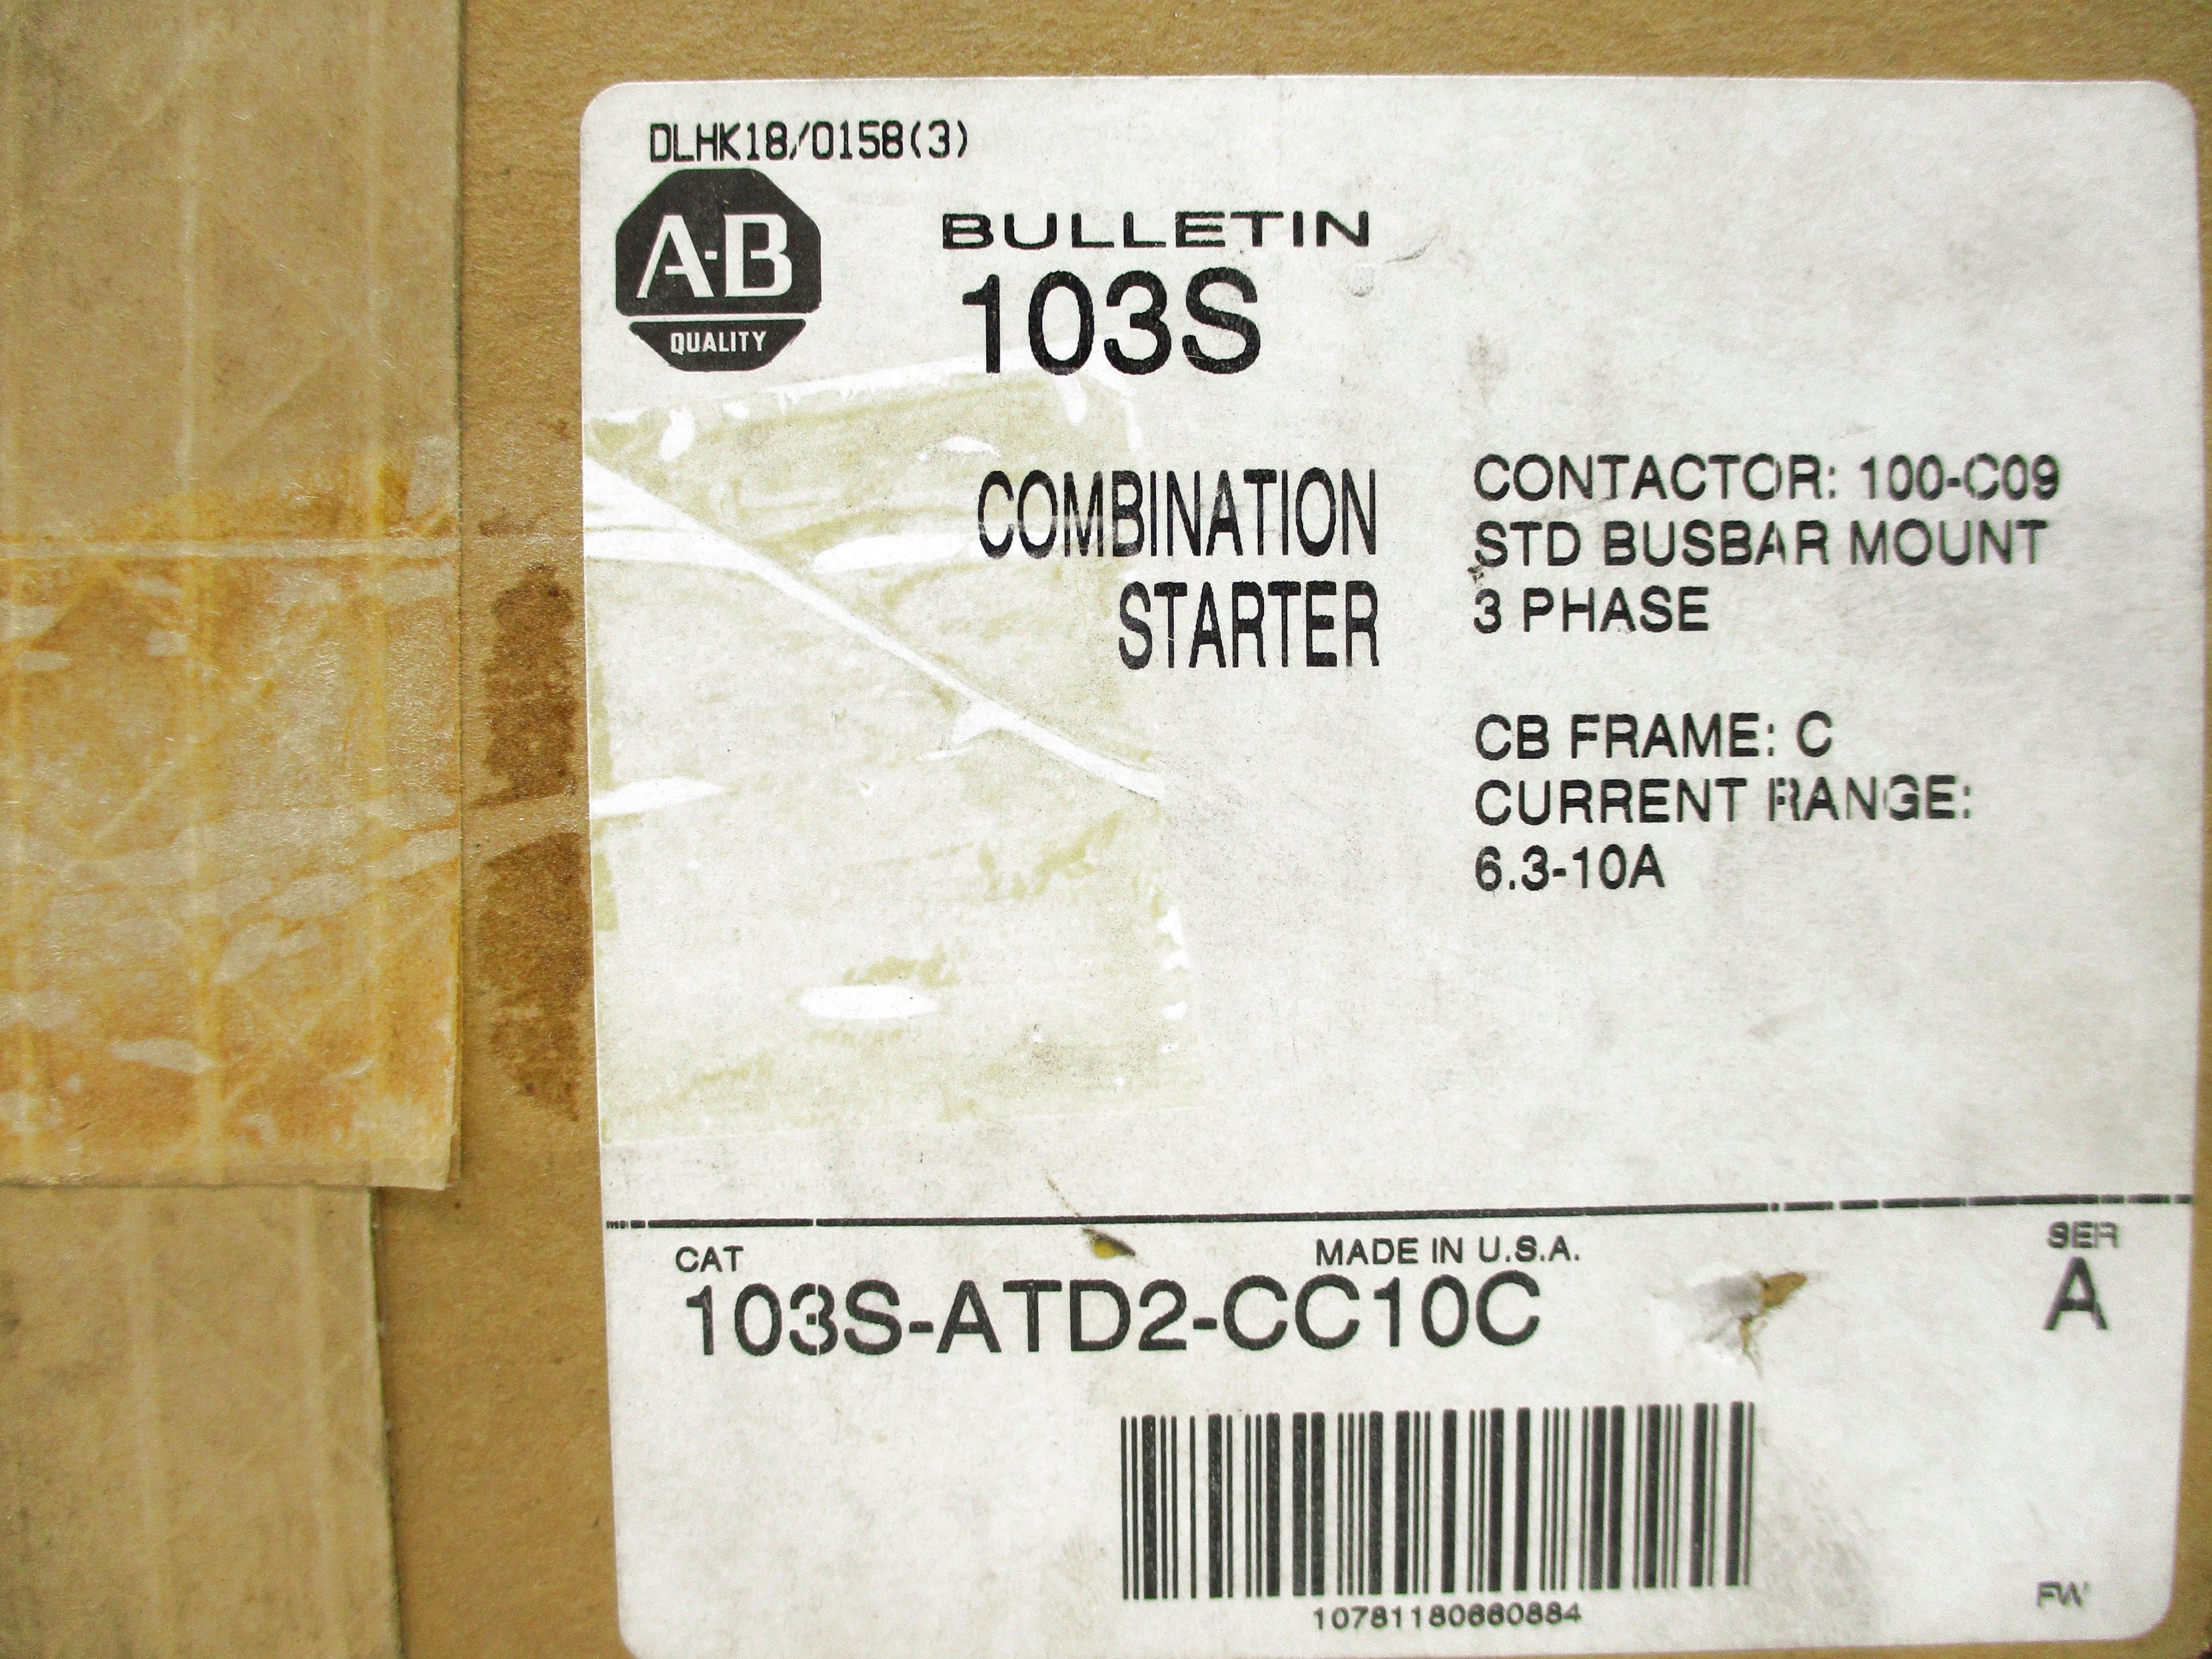 DLHK18/0158(3)
A-B
QUALITY
BULLETIN
103S
COMBINATION
STARTER
CONTACTOR: 100-C09
STD BUSBAR MOUNT
3 PHASE
CB FRAME: C
CURRENT RANGE:
6.3-10A
CAT
MADE IN U.S.A.
SER
103S-ATD2-CC10C
A
10781180660884
FW